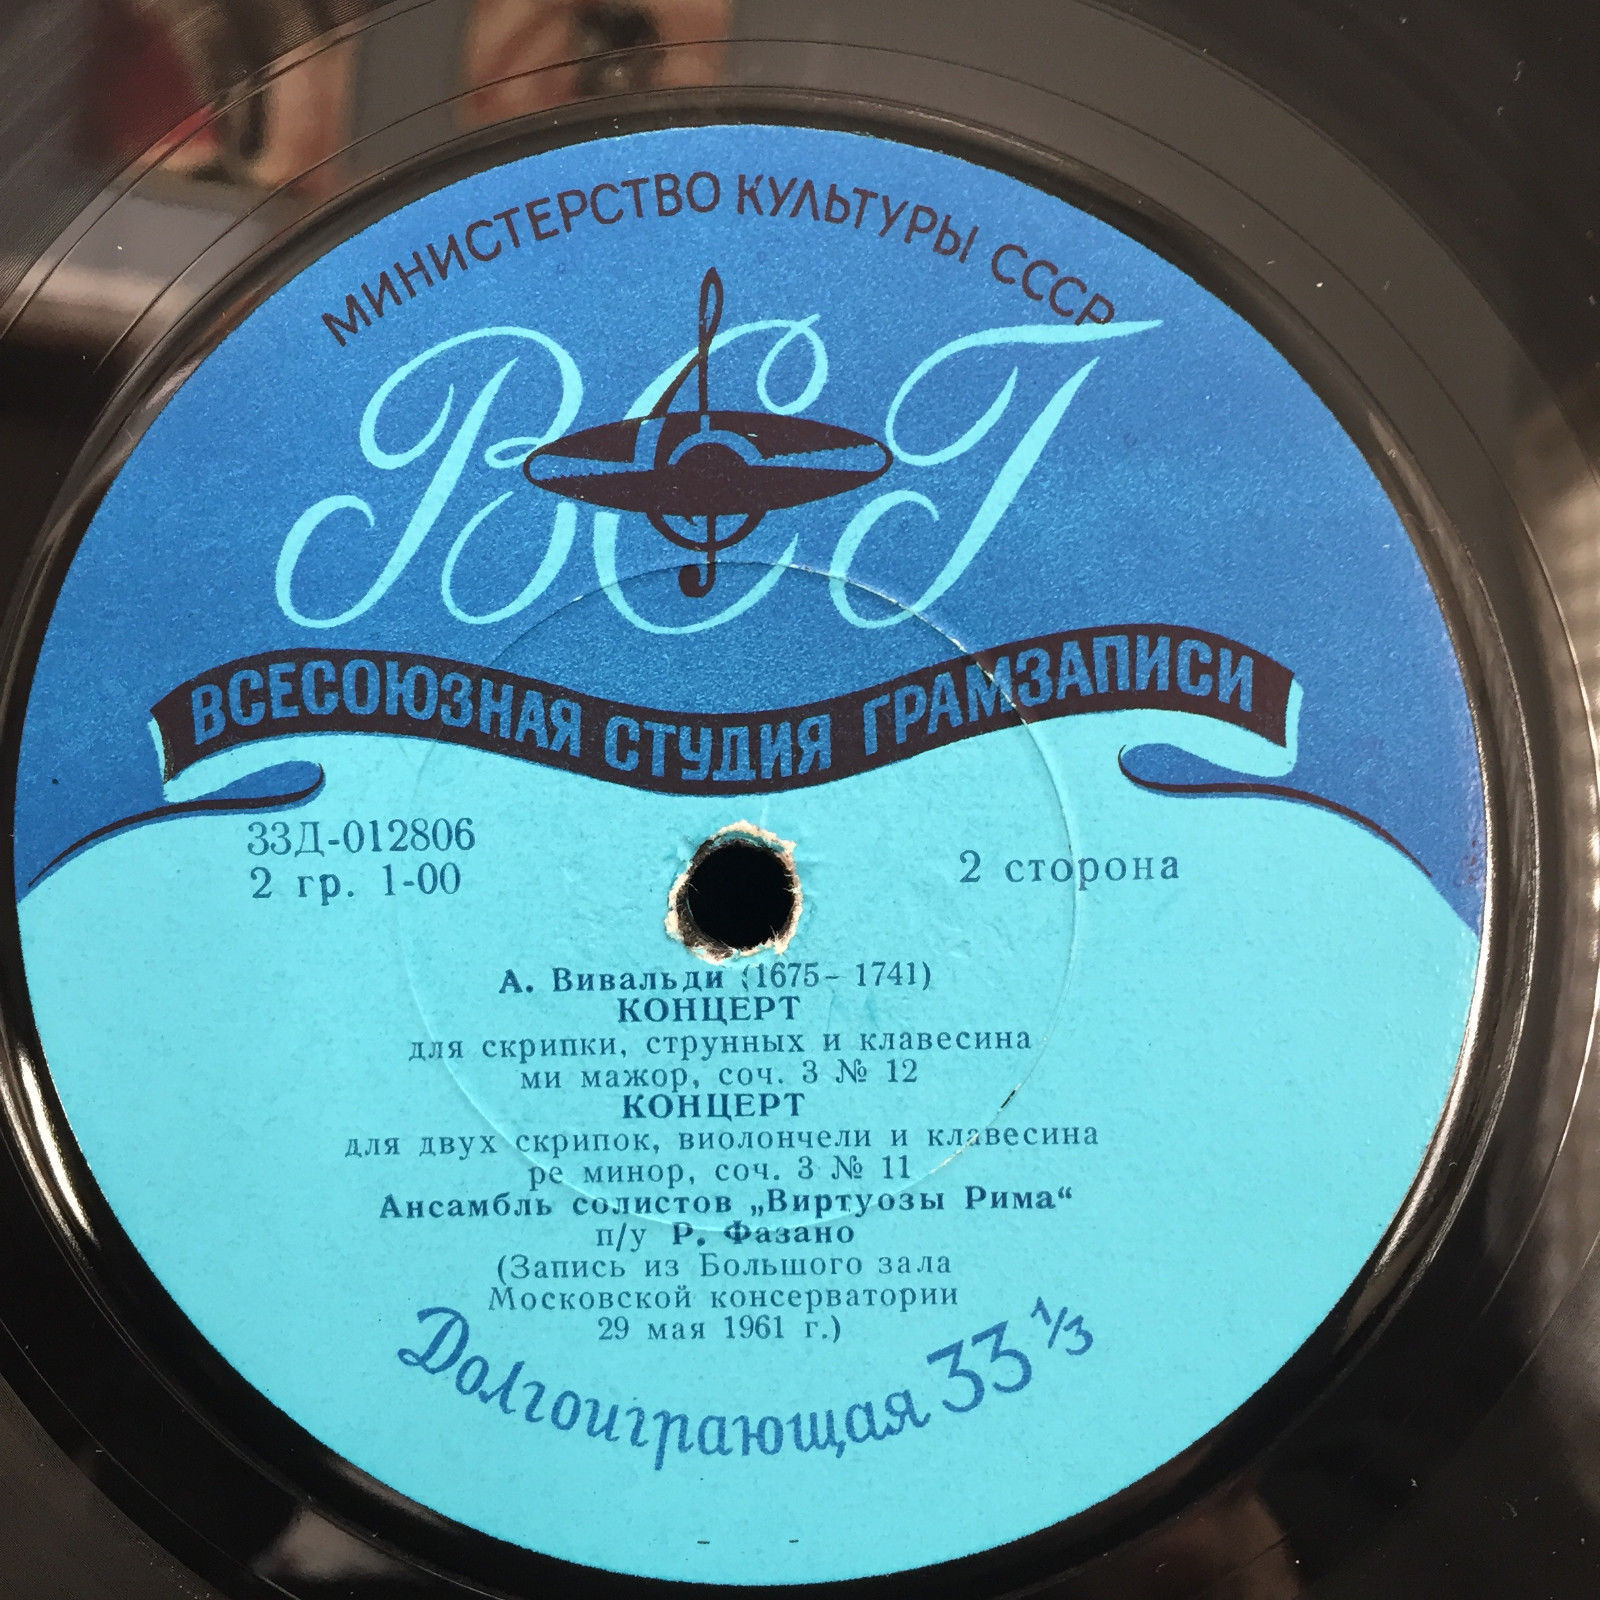 МИНИСТЕРСТВО КУЛЬТУРЫ СССР
ВСГ
ВСЕСОЮЗНАЯ СТУДИЯ ГРАМЗАПИСИ
33Д-012806
2 гр. 1-00
2 сторона
А. Вивальди (1675-1741)
КОНЦЕРТ
для скрипки, струнных и клавесина
ми мажор, соч. 3 № 12
КОНЦЕРТ
для двух скрипок, виолончели и клавесина
ре минор, соч. 3 № 11
Ансамбль солистов „Виртуозы Рима“
п/у Р. Фазано
(Запись из Большого зала
Московской консерватории
29 мая 1961 г.)
Долгоиграющая 33 1/3